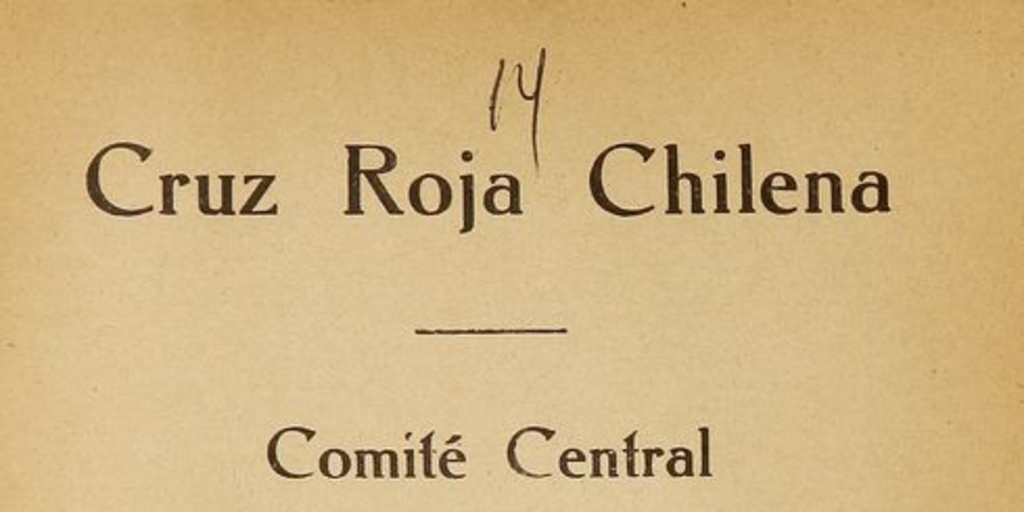 14
Cruz Roja Chilena
Comité Central